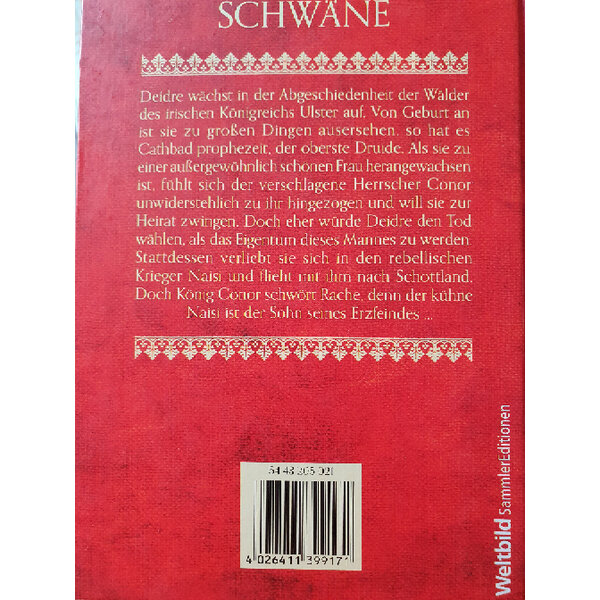 SCHWÄNE
Deidre wächst in der Abgeschiedenheit der Wälder
des irischen Königreichs Ulster auf. Von Geburt an
ist sie zu großen Dingen ausersehen, so hat es
Cathbad prophezeit, der oberste Druide. Als sie zu
einer außergewöhnlich schönen Frau herangewachsen
ist, fühlt sich der verschlagene Herrscher Conor
unwiderstehlich zu ihr hingezogen und will sie zur
Heirat zwingen. Doch eher würde Deidre den Tod
wählen, als das Eigentum dieses Mannes zu werden.
Stattdessen verliebt sie sich in den rebellischen
Krieger Naisi und flieht mit ihm nach Schottland.
Doch König Conor schwört Rache, denn der kühne
Naisi ist der Sohn seines Erzfeindes ...
54 43 205 021
4 026411 399171
Weltbild SammlerEditionen